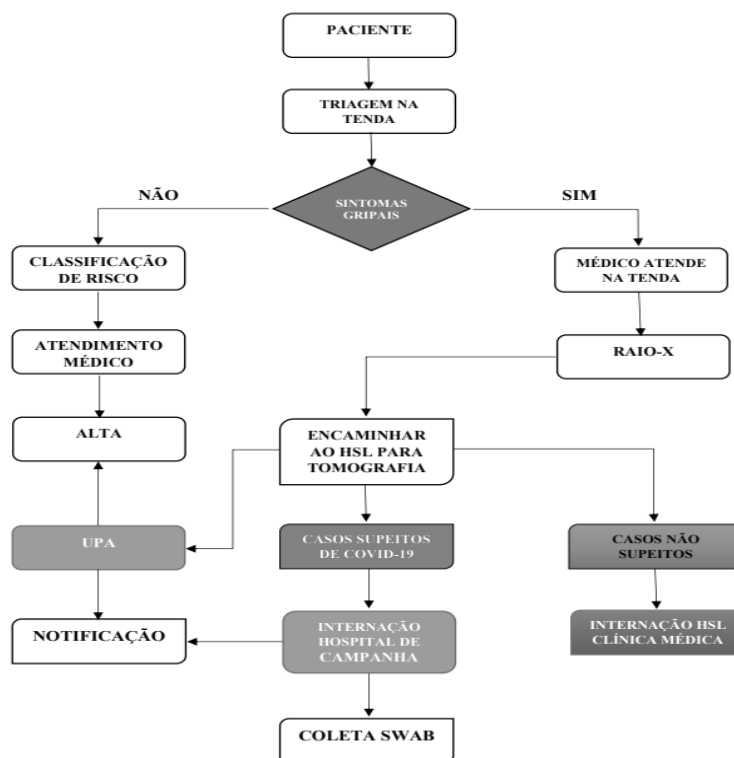 PACIENTE
TRIAGEM NA
TENDA
NÃO
SINTOMAS
GRIPAIS
SIM
CLASSIFICAÇÃO
DE RISCO
MÉDICO ATENDE
NA TENDA
ATENDIMENTO
MÉDICO
RAIO-X
ALTA
ENCAMINHAR
AO HSL PARA
TOMOGRAFIA
UPA
CASOS SUPEITOS
DE COVID-19
CASOS NÃO
SUPEITOS
NOTIFICAÇÃO
INTERNAÇÃO
HOSPITAL DE
CAMPANHA
INTERNAÇÃO HSL
CLÍNICA MÉDICA
COLETA SWAB